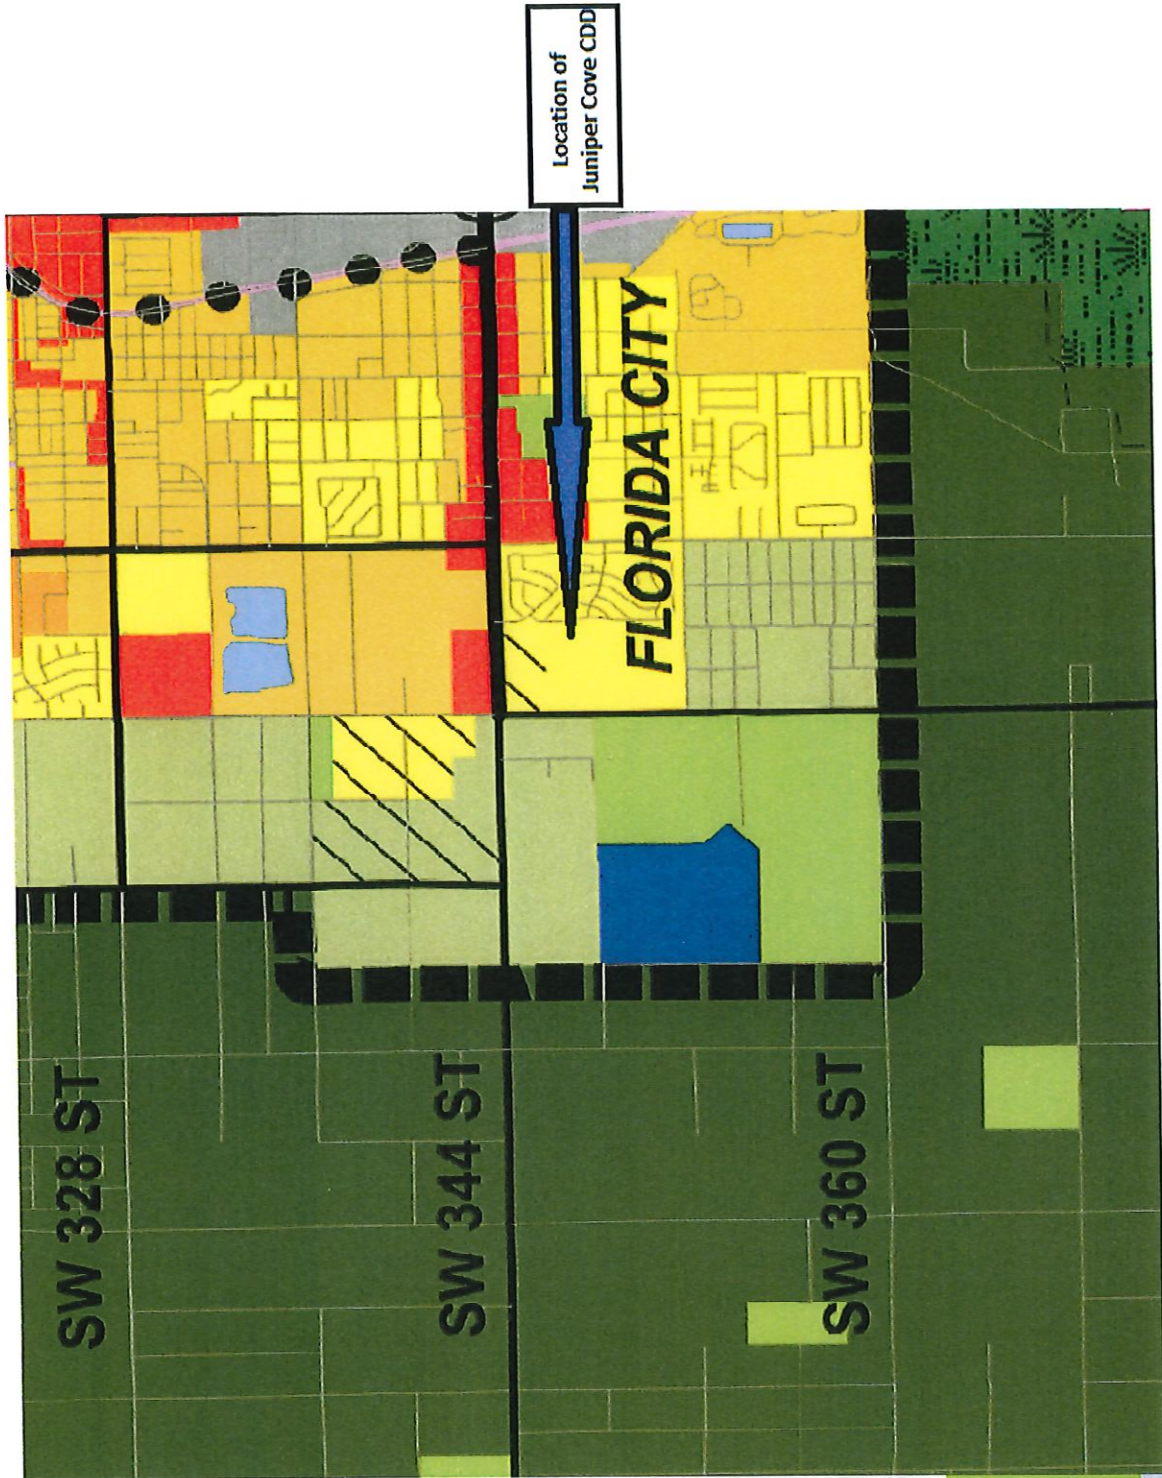 Location of
Juniper Cove CDD
FLORIDA CITY
SW 328 ST
SW 344 ST
SW 360 ST